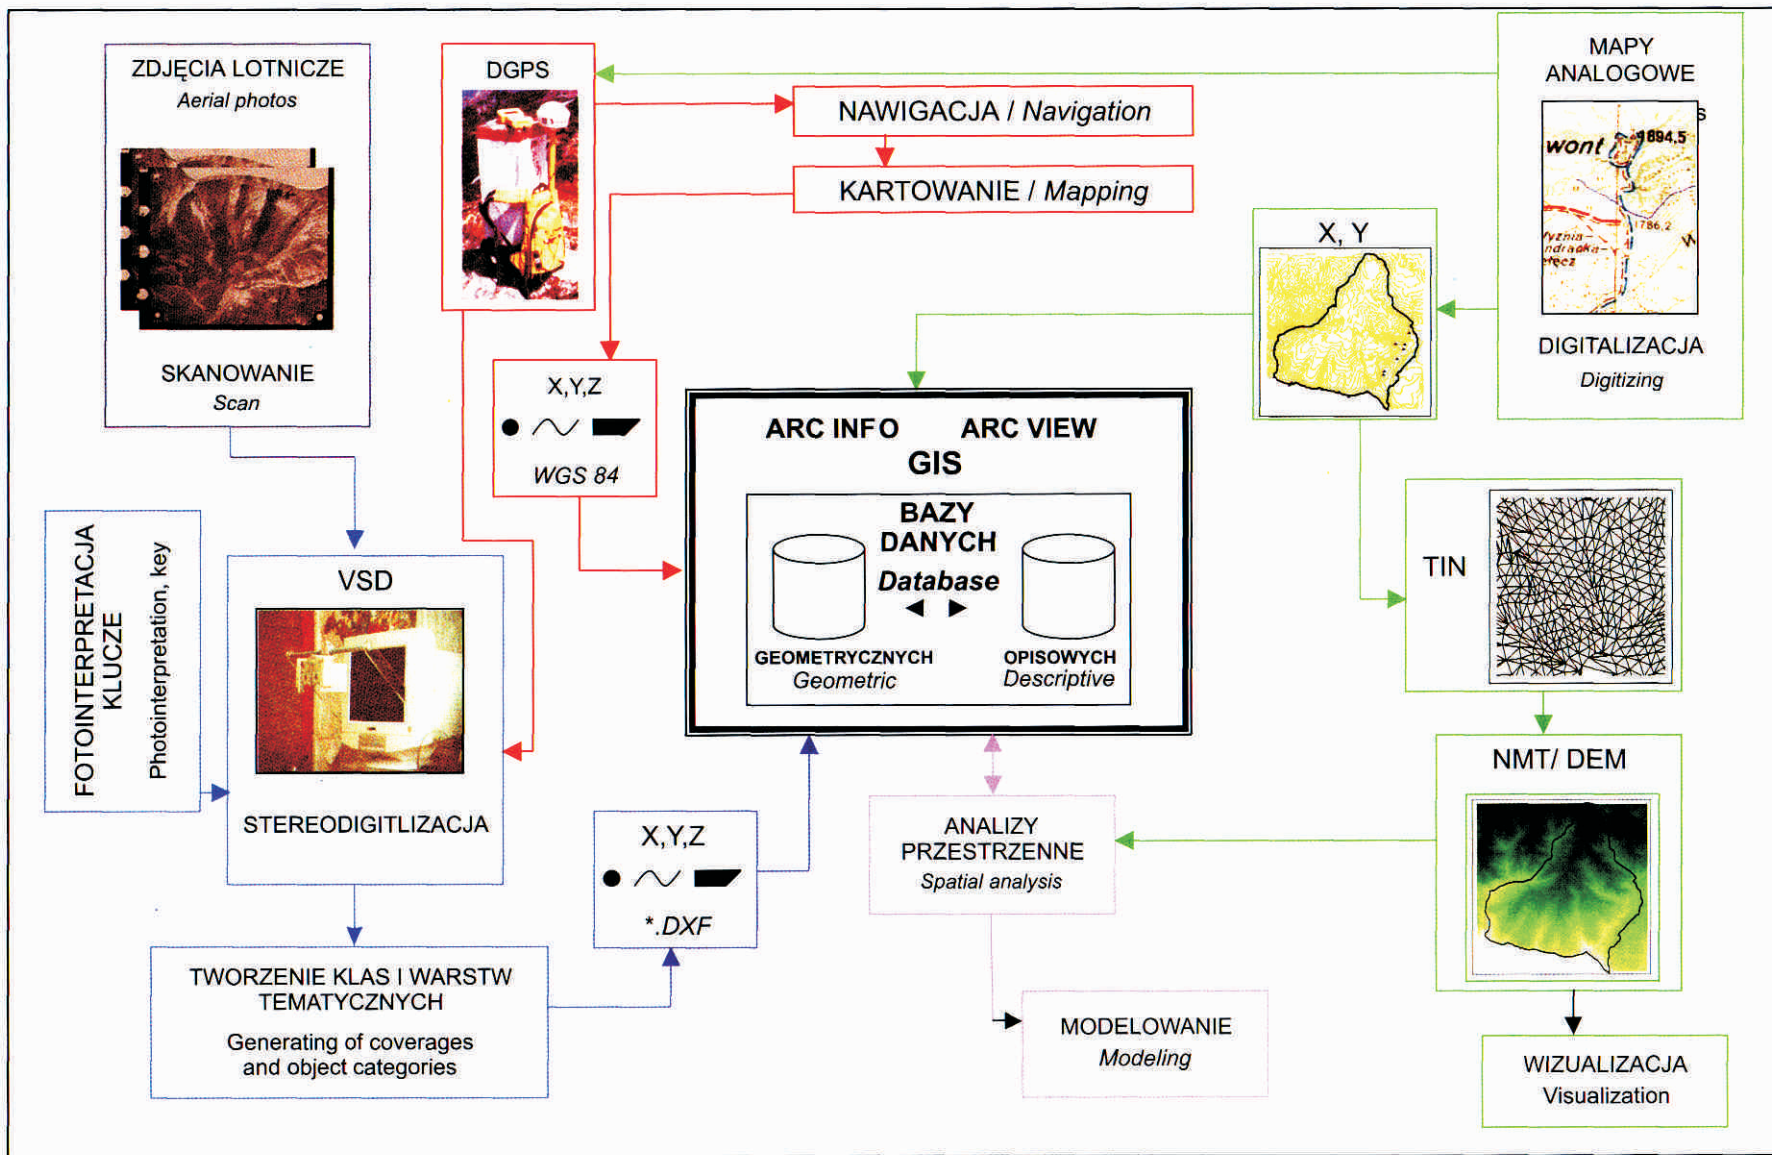 ZDJĘCIA LOTNICZE
Aerial photos
SKANOWANIE
Scan
DGPS
NAWIGACJA / Navigation
KARTOWANIE / Mapping
MAPY
ANALOGOWE
s
1894,5
wont
1786,2
W
DIGITALIZACJA
Digitizing
X, Y
X,Y,Z
WGS 84
ARC INFO ARC VIEW
GIS
BAZY
DANYCH
Database
GEOMETRYCZNYCH
Geometric
OPISOWYCH
Descriptive
TIN
FOTOINTERPRETACJA
KLUCZE
Photointerpretation, key
VSD
STEREODIGITLIZACJA
NMT/ DEM
X,Y,Z
*.DXF
ANALIZY
PRZESTRZENNE
Spatial analysis
TWORZENIE KLAS I WARSTW
TEMATYCZNYCH
Generating of coverages
and object categories
MODELOWANIE
Modeling
WIZUALIZACJA
Visualization